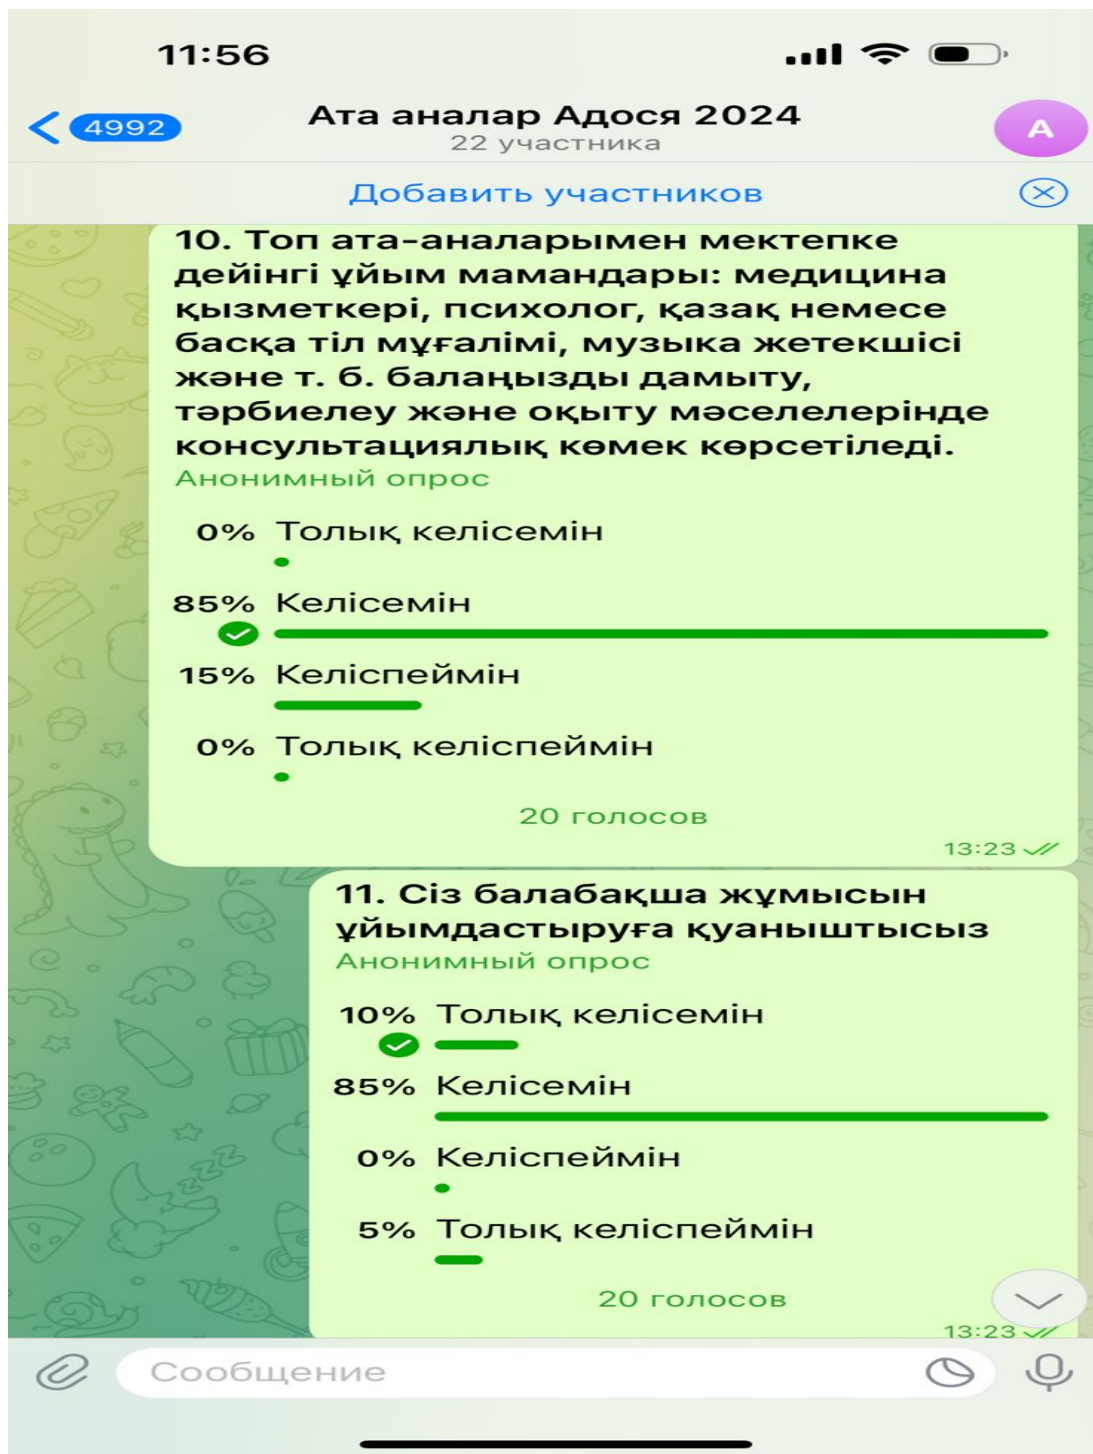 11:56
4992
Ата аналар Адося 2024
22 участника
А
Добавить участников
10. Топ ата-аналарымен мектепке
дейінгі ұйым мамандары: медицина
қызметкері, психолог, қазақ немесе
басқа тіл мұғалімі, музыка жетекшісі
және т. б. балаңызды дамыту,
тәрбиелеу және оқыту мәселелерінде
консультациялық көмек көрсетіледі.
Анонимный опрос
0% Толық келісемін
85% Келісемін
15% Келіспеймін
0% Толық келіспеймін
20 голосов
13:23
11. Сіз балабақша жұмысын
ұйымдастыруға қуаныштысыз
Анонимный опрос
10% Толық келісемін
85% Келісемін
0% Келіспеймін
5% Толық келіспеймін
20 голосов
13:23
Сообщение